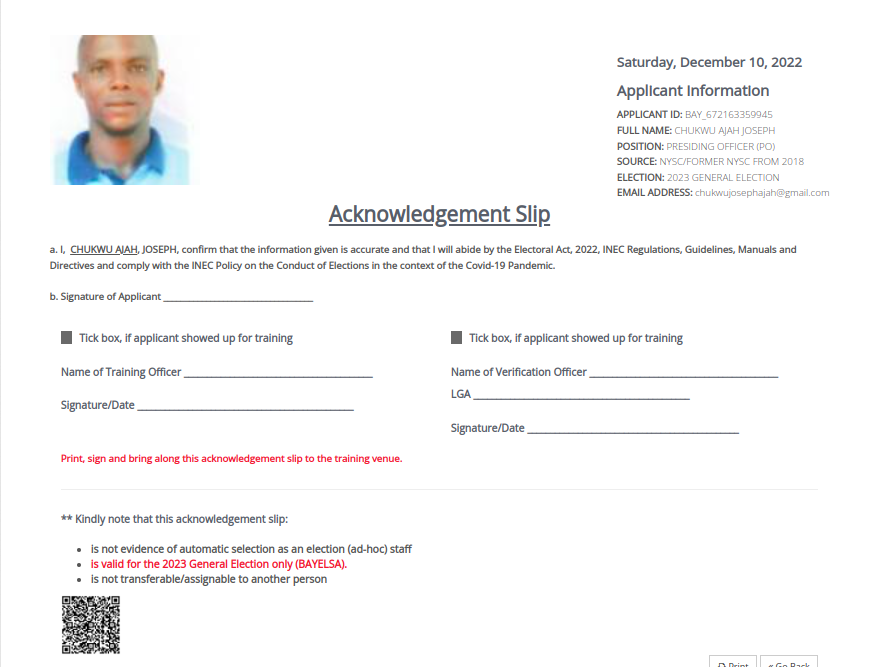 Saturday, December 10, 2022
Applicant Information
APPLICANT ID: BAY_672163359945
FULL NAME: CHUKWU AJAH JOSEPH
POSITION: PRESIDING OFFICER (PO)
SOURCE: NYSC/FORMER NYSC FROM 2018
ELECTION: 2023 GENERAL ELECTION
EMAIL ADDRESS: chukwujosephajah@gmail.com
Acknowledgement Slip
a. I, CHUKWU AJAH, JOSEPH, confirm that the information given is accurate and that I will abide by the Electoral Act, 2022, INEC Regulations, Guidelines, Manuals and
Directives and comply with the INEC Policy on the Conduct of Elections in the context of the Covid-19 Pandemic.
b. Signature of Applicant ____________________________
Tick box, if applicant showed up for training
Name of Training Officer ____________________________
Signature/Date ____________________________
Tick box, if applicant showed up for training
Name of Verification Officer ____________________________
LGA ____________________________
Signature/Date ____________________________
Print, sign and bring along this acknowledgement slip to the training venue.
** Kindly note that this acknowledgement slip:
• is not evidence of automatic selection as an election (ad-hoc) staff
• is valid for the 2023 General Election only (BAYELSA).
• is not transferable/assignable to another person
Print
« Go Back